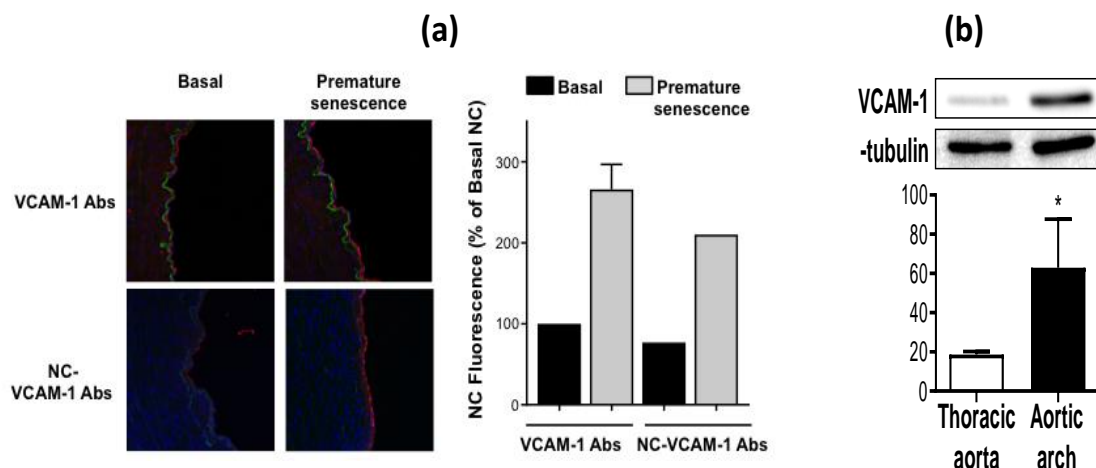 (a)
Basal
Premature
senescence
VCAM-1 Abs
NC-
VCAM-1 Abs
Basal
Premature
senescence
NC Fluorescence (% of Basal NC)
300
200
100
0
VCAM-1 Abs
NC-VCAM-1 Abs
(b)
VCAM-1
-tubulin
100
80
60
40
20
0
*
Thoracic
aorta
Aortic
arch